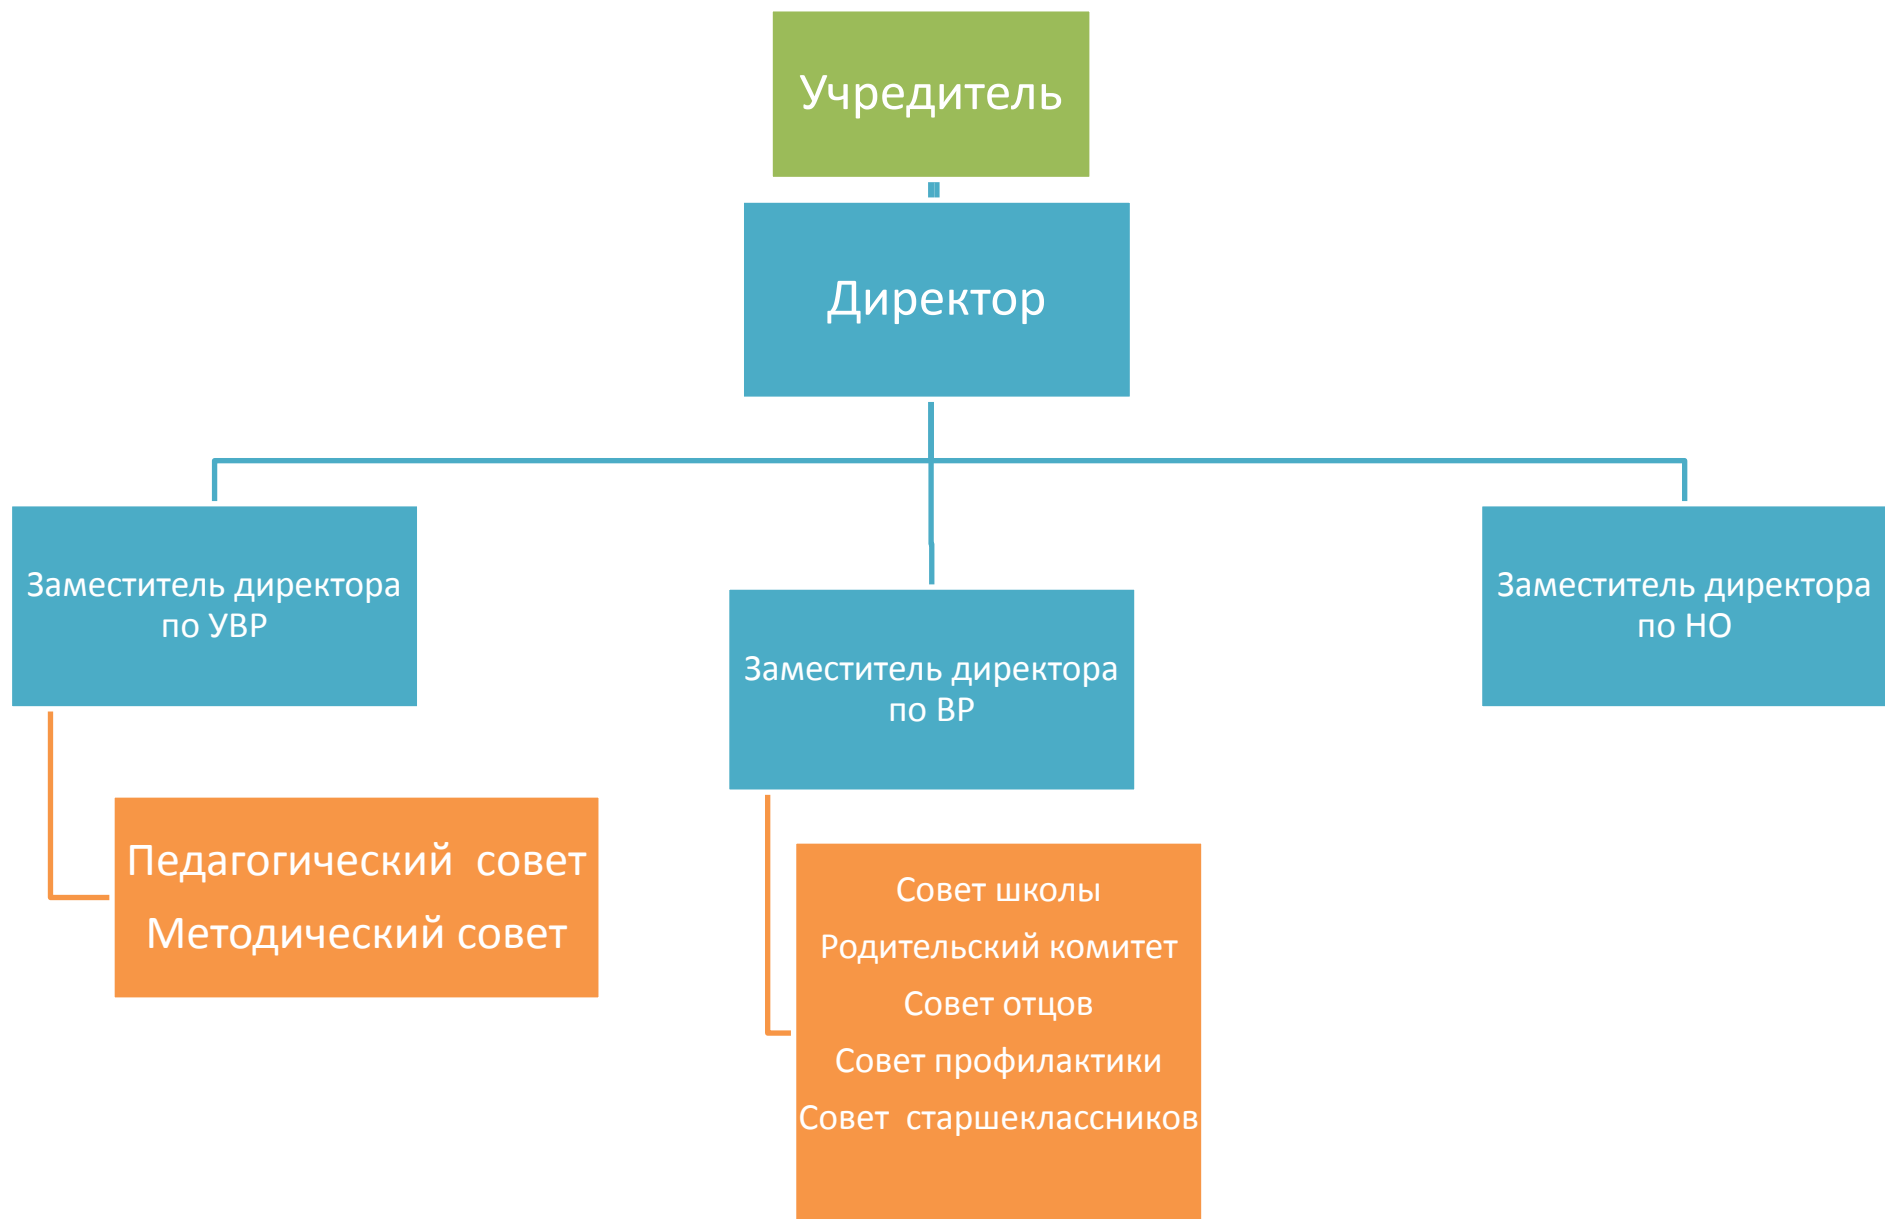 Учредитель
Директор
Заместитель директора
по УВР
Заместитель директора
по ВР
Заместитель директора
по НО
Педагогический совет
Методический совет
Совет школы
Родительский комитет
Совет отцов
Совет профилактики
Совет старшеклассников